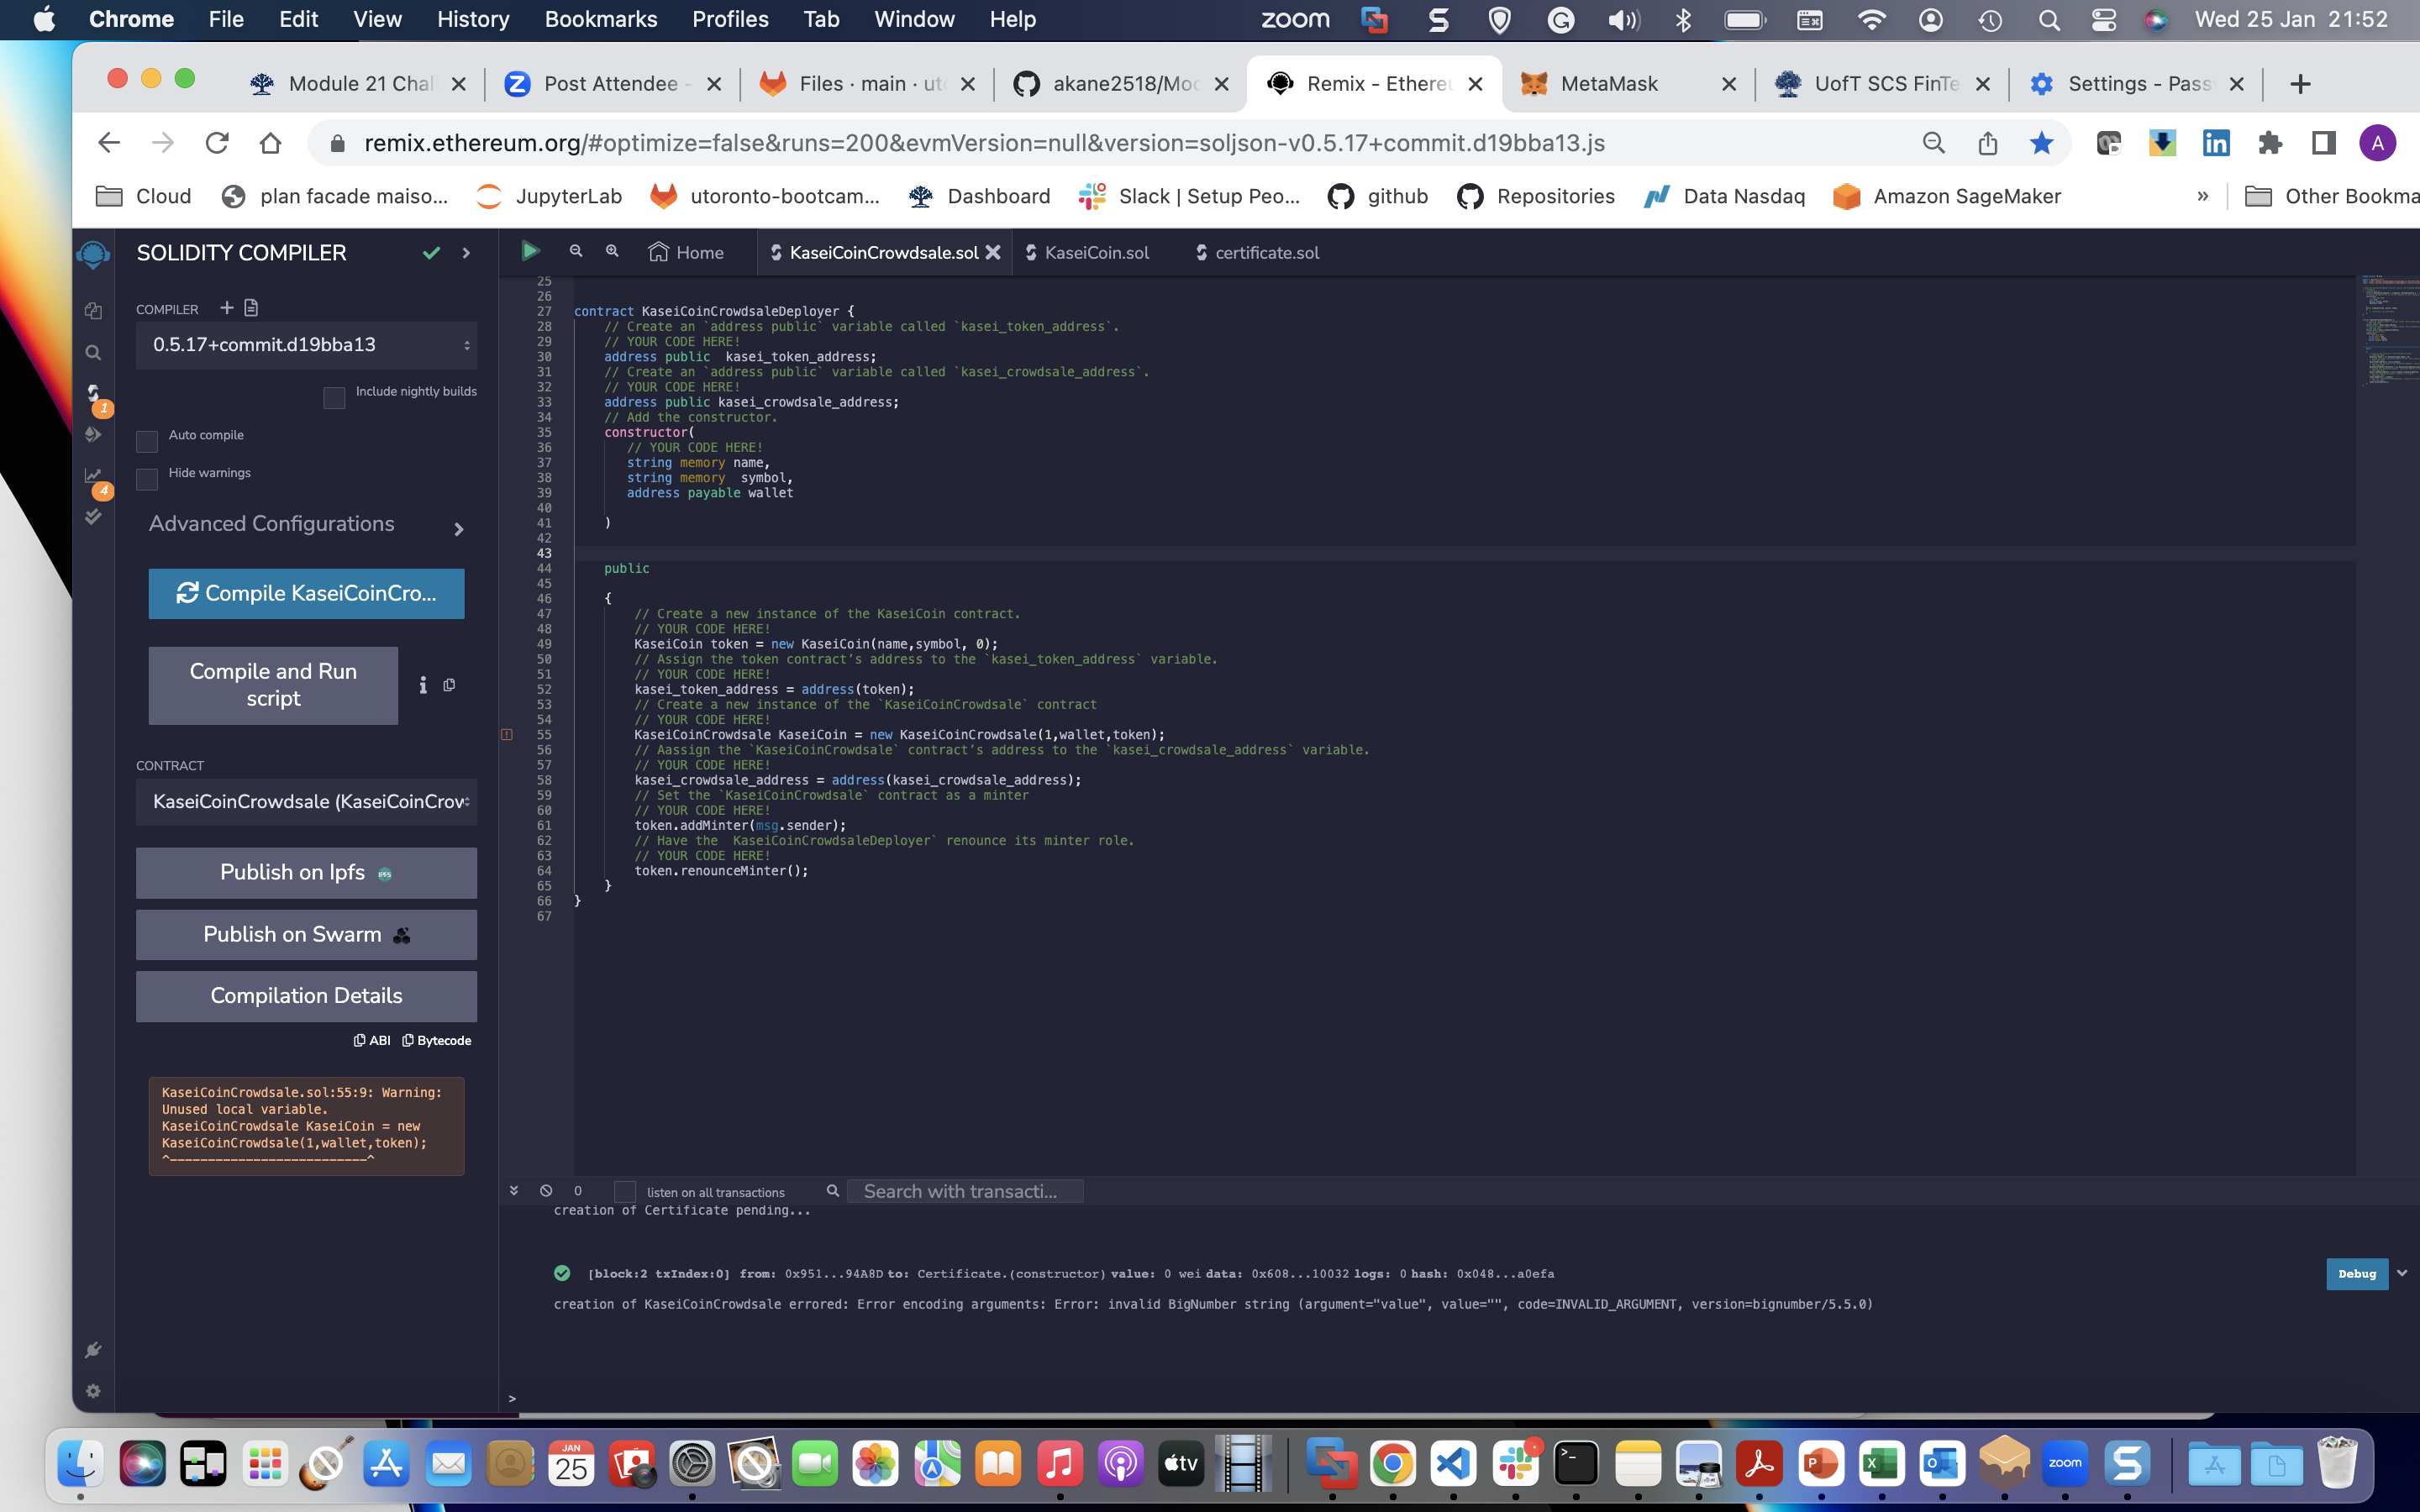 Chrome File Edit View History Bookmarks Profiles Tab Window Help zoom Wed 25 Jan 21:52
Module 21 Chal Post Attendee - Files · main · uto akane2518/Moc Remix - Ethereu MetaMask UofT SCS FinTe Settings - Pass
remix.ethereum.org/#optimize=false&runs=200&evmVersion=null&version=soljson-v0.5.17+commit.d19bba13.js A
Cloud plan facade maiso... JupyterLab utoronto-bootcam... Dashboard Slack | Setup Peo... github Repositories Data Nasdaq Amazon SageMaker » Other Bookma
SOLIDITY COMPILER
Home KaseiCoinCrowdsale.sol KaseiCoin.sol certificate.sol
COMPILER
0.5.17+commit.d19bba13
Include nightly builds
1
Auto compile
Hide warnings
4
Advanced Configurations
Compile KaseiCoinCro...
Compile and Run
script
CONTRACT
KaseiCoinCrowdsale (KaseiCoinCrow
Publish on Ipfs
Publish on Swarm
Compilation Details
ABI Bytecode
KaseiCoinCrowdsale.sol:55:9: Warning:
Unused local variable.
KaseiCoinCrowdsale KaseiCoin = new
KaseiCoinCrowdsale(1,wallet,token);
^-------------------------^
25
26
27 contract KaseiCoinCrowdsaleDeployer {
28 // Create an `address public` variable called `kasei_token_address`.
29 // YOUR CODE HERE!
30 address public  kasei_token_address;
31 // Create an `address public` variable called `kasei_crowdsale_address`.
32 // YOUR CODE HERE!
33 address public kasei_crowdsale_address;
34 // Add the constructor.
35 constructor(
36 // YOUR CODE HERE!
37 string memory name,
38 string memory  symbol,
39 address payable wallet
40
41 )
42
43
44 public
45
46 {
47 // Create a new instance of the KaseiCoin contract.
48 // YOUR CODE HERE!
49 KaseiCoin token = new KaseiCoin(name,symbol, 0);
50 // Assign the token contract’s address to the `kasei_token_address` variable.
51 // YOUR CODE HERE!
52 kasei_token_address = address(token);
53 // Create a new instance of the `KaseiCoinCrowdsale` contract
54 // YOUR CODE HERE!
55 KaseiCoinCrowdsale KaseiCoin = new KaseiCoinCrowdsale(1,wallet,token);
56 // Aassign the `KaseiCoinCrowdsale` contract’s address to the `kasei_crowdsale_address` variable.
57 // YOUR CODE HERE!
58 kasei_crowdsale_address = address(kasei_crowdsale_address);
59 // Set the `KaseiCoinCrowdsale` contract as a minter
60 // YOUR CODE HERE!
61 token.addMinter(msg.sender);
62 // Have the  KaseiCoinCrowdsaleDeployer` renounce its minter role.
63 // YOUR CODE HERE!
64 token.renounceMinter();
65 }
66 }
67
0 listen on all transactions Search with transacti...
creation of Certificate pending...
[block:2 txIndex:0] from: 0x951...94A8D to: Certificate.(constructor) value: 0 wei data: 0x608...10032 logs: 0 hash: 0x048...a0efa
Debug
creation of KaseiCoinCrowdsale errored: Error encoding arguments: Error: invalid BigNumber string (argument="value", value="", code=INVALID_ARGUMENT, version=bignumber/5.5.0)
>
JAN
25
tv
zoom